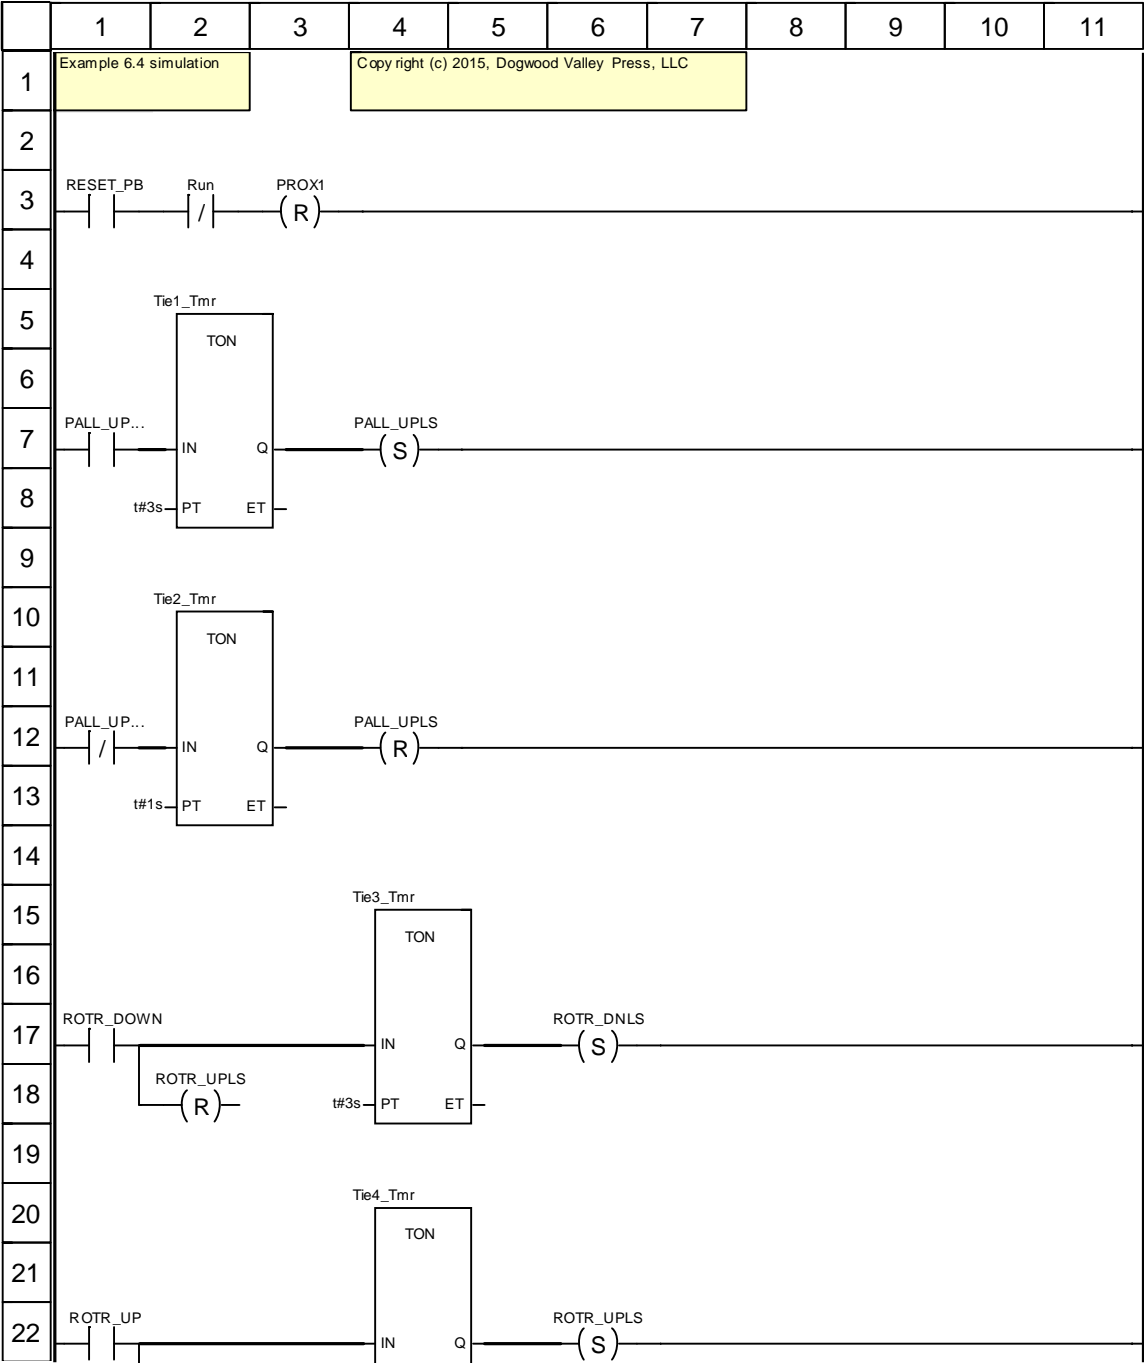 1 2 3 4 5 6 7 8 9 10 11
1
Example 6.4 simulation
Copyright (c) 2015, Dogwood Valley Press, LLC
2
RESET_PB Run PROX1
3
/ R
4
Tie1_Tmr
5
TON
6
PALL_UP... PALL_UPLS
7
IN Q S
8
t#3s PT ET
9
Tie2_Tmr
10
TON
11
PALL_UP... PALL_UPLS
12
/ IN Q R
13
t#1s PT ET
14
Tie3_Tmr
15
TON
16
ROTR_DOWN ROTR_DNLS
17
IN Q S
ROTR_UPLS
18
R t#3s PT ET
19
Tie4_Tmr
20
TON
21
ROTR_UP ROTR_UPLS
22
IN Q S